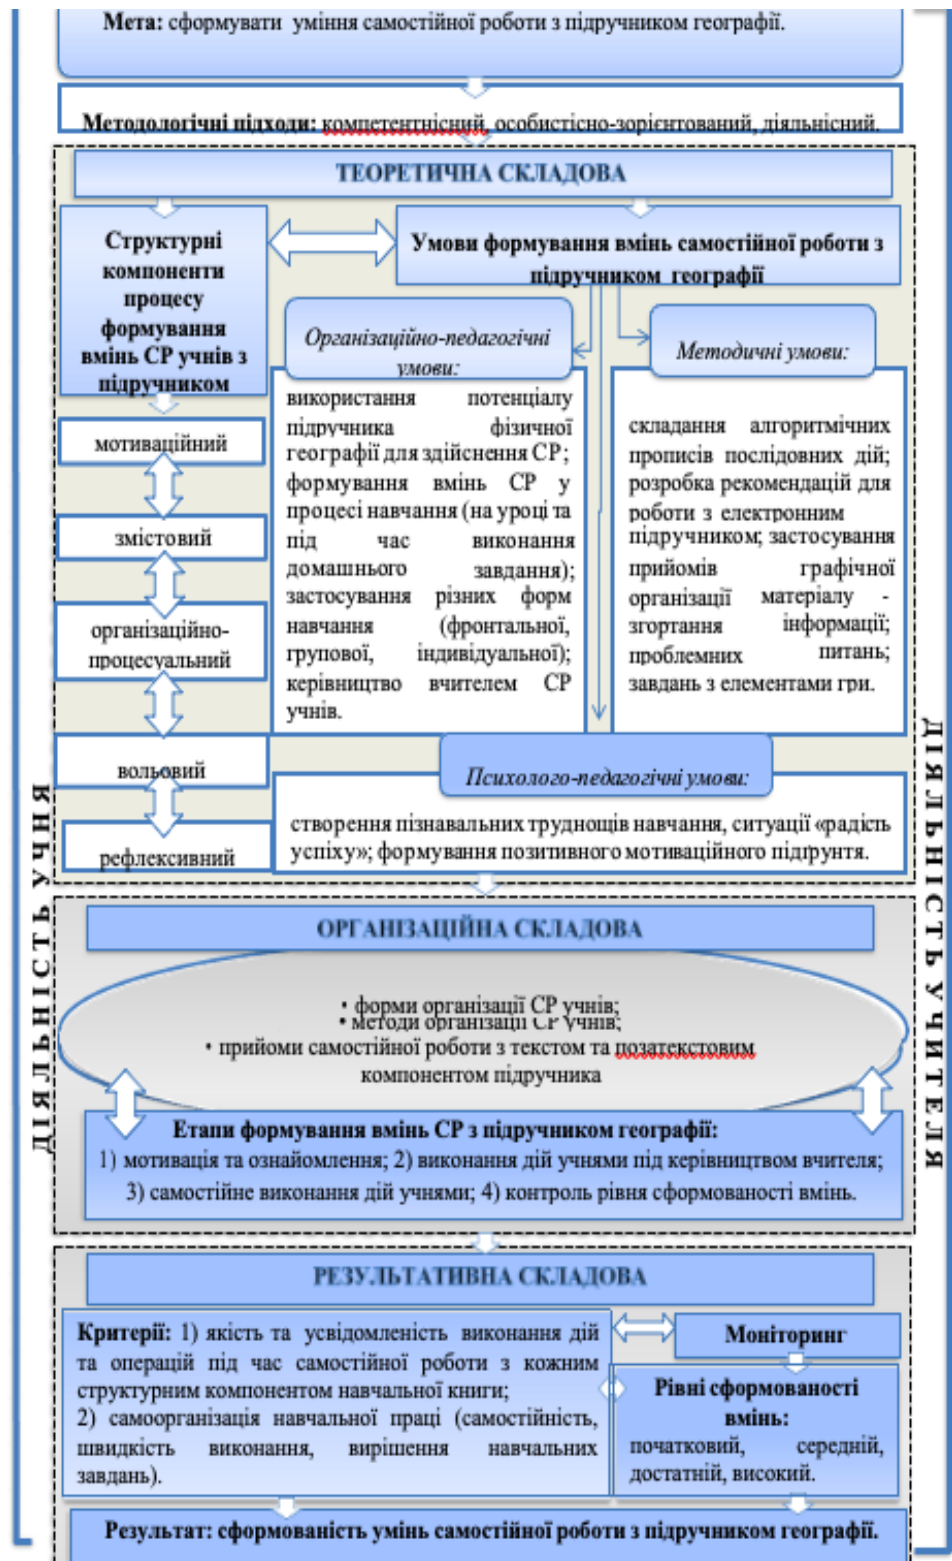 Мета: сформувати уміння самостійної роботи з підручником географії.
Методологічні підходи: компетентнісний, особистісно-зорієнтований, діяльнісний.
ТЕОРЕТИЧНА СКЛАДОВА
Структурні
компоненти
процесу
формування
вмінь СР учнів з
підручником
Умови формування вмінь самостійної роботи з
підручником географії
мотиваційний
змістовий
організаційно-
процесуальний
вольовий
рефлексивний
Організаційно-педагогічні
умови:
використання потенціалу
підручника фізичної
географії для здійснення СР;
формування вмінь СР у
процесі навчання (на уроці та
під час виконання
домашнього завдання);
застосування різних форм
навчання (фронтальної,
групової, індивідуальної);
керівництво вчителем СР
учнів.
Методичні умови:
складання алгоритмічних
прописів послідовних дій;
розробка рекомендацій для
роботи з електронним
підручником; застосування
прийомів графічної
організації матеріалу -
згортання інформації;
проблемних питань;
завдань з елементами гри.
Психолого-педагогічні умови:
створення пізнавальних труднощів навчання, ситуації «радість
успіху»; формування позитивного мотиваційного підґрунтя.
ДІЯЛЬНІСТЬ УЧНЯ
ДІЯЛЬНІСТЬ УЧИТЕЛЯ
ОРГАНІЗАЦІЙНА СКЛАДОВА
• форми організації СР учнів;
• методи організації СР учнів;
• прийоми самостійної роботи з текстом та позатекстовим
компонентом підручника
Етапи формування вмінь СР з підручником географії:
1) мотивація та ознайомлення; 2) виконання дій учнями під керівництвом вчителя;
3) самостійне виконання дій учнями; 4) контроль рівня сформованості вмінь.
РЕЗУЛЬТАТИВНА СКЛАДОВА
Критерії: 1) якість та усвідомленість виконання дій
та операцій під час самостійної роботи з кожним
структурним компонентом навчальної книги;
2) самоорганізація навчальної праці (самостійність,
швидкість виконання, вирішення навчальних
завдань).
Моніторинг
Рівні сформованості
вмінь:
початковий, середній,
достатній, високий.
Результат: сформованість умінь самостійної роботи з підручником географії.